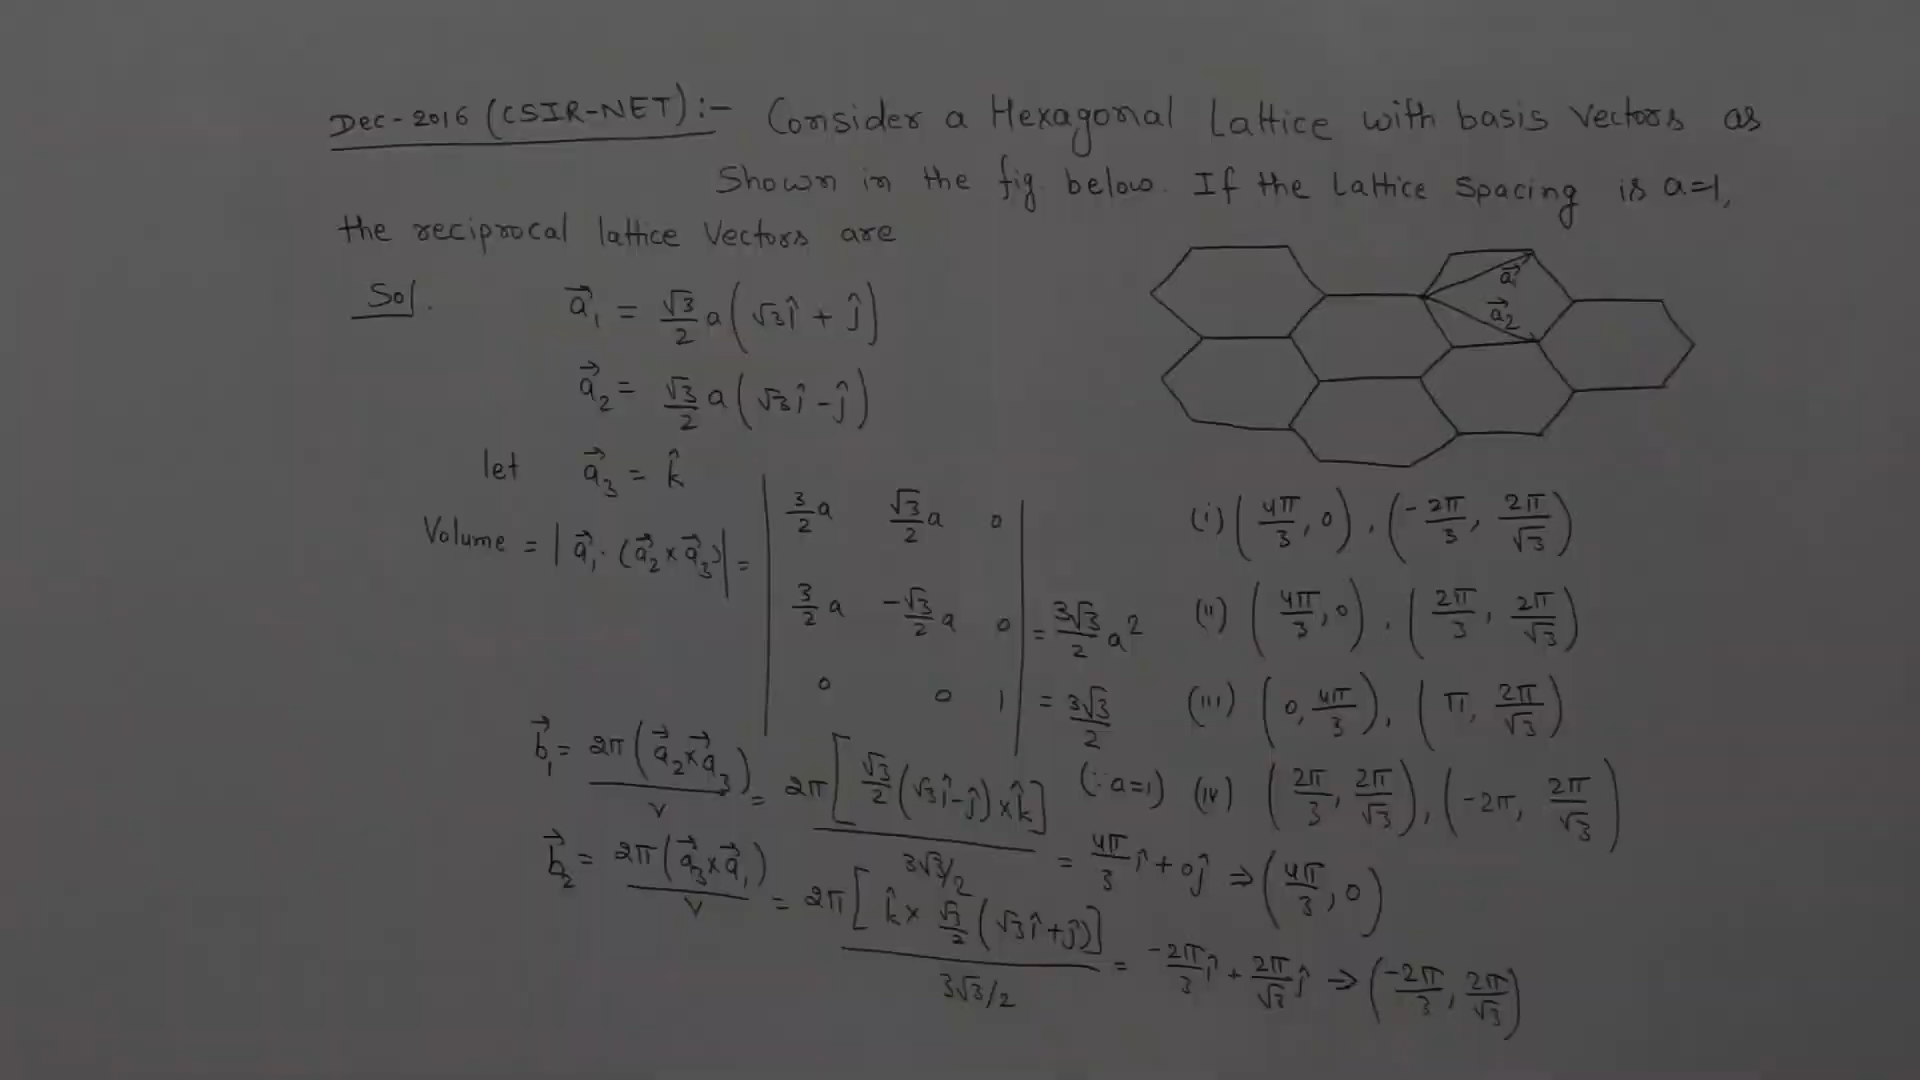 Dec-2016 (CSIR-NET):- Consider a Hexagonal Lattice with basis vectors as
Shown in the fig. below. If the Lattice Spacing is a=1,
the reciprocal lattice Vectors are
Sol.
a⃗₁ = √3/2 a (√3 î + ĵ)
a⃗₂ = √3/2 a (√3 î - ĵ)
let a⃗₃ = k̂
Volume = |a⃗₁ · (a⃗₂ × a⃗₃)| = | 3/2 a √3/2 a 0 |
| 3/2 a -√3/2 a 0 | = 3√3/2 a²
| 0 0 1 | = 3√3/2
(∵ a=1)
b⃗₁ = 2π(a⃗₂ × a⃗₃)/V = 2π[√3/2 (√3 î - ĵ) × k̂] / 3√3/2 = 4π/3 î + 0ĵ ⇒ (4π/3, 0)
b⃗₂ = 2π(a⃗₃ × a⃗₁)/V = 2π[k̂ × √3/2 (√3 î + ĵ)] / 3√3/2 = -2π/3 î + 2π/√3 ĵ ⇒ (-2π/3, 2π/√3)
a⃗₁
a⃗₂
(i) (4π/3, 0), (-2π/3, 2π/√3)
(ii) (4π/3, 0), (2π/3, 2π/√3)
(iii) (0, 4π/3), (π, 2π/√3)
(iv) (2π/3, 2π/√3), (-2π, 2π/√3)